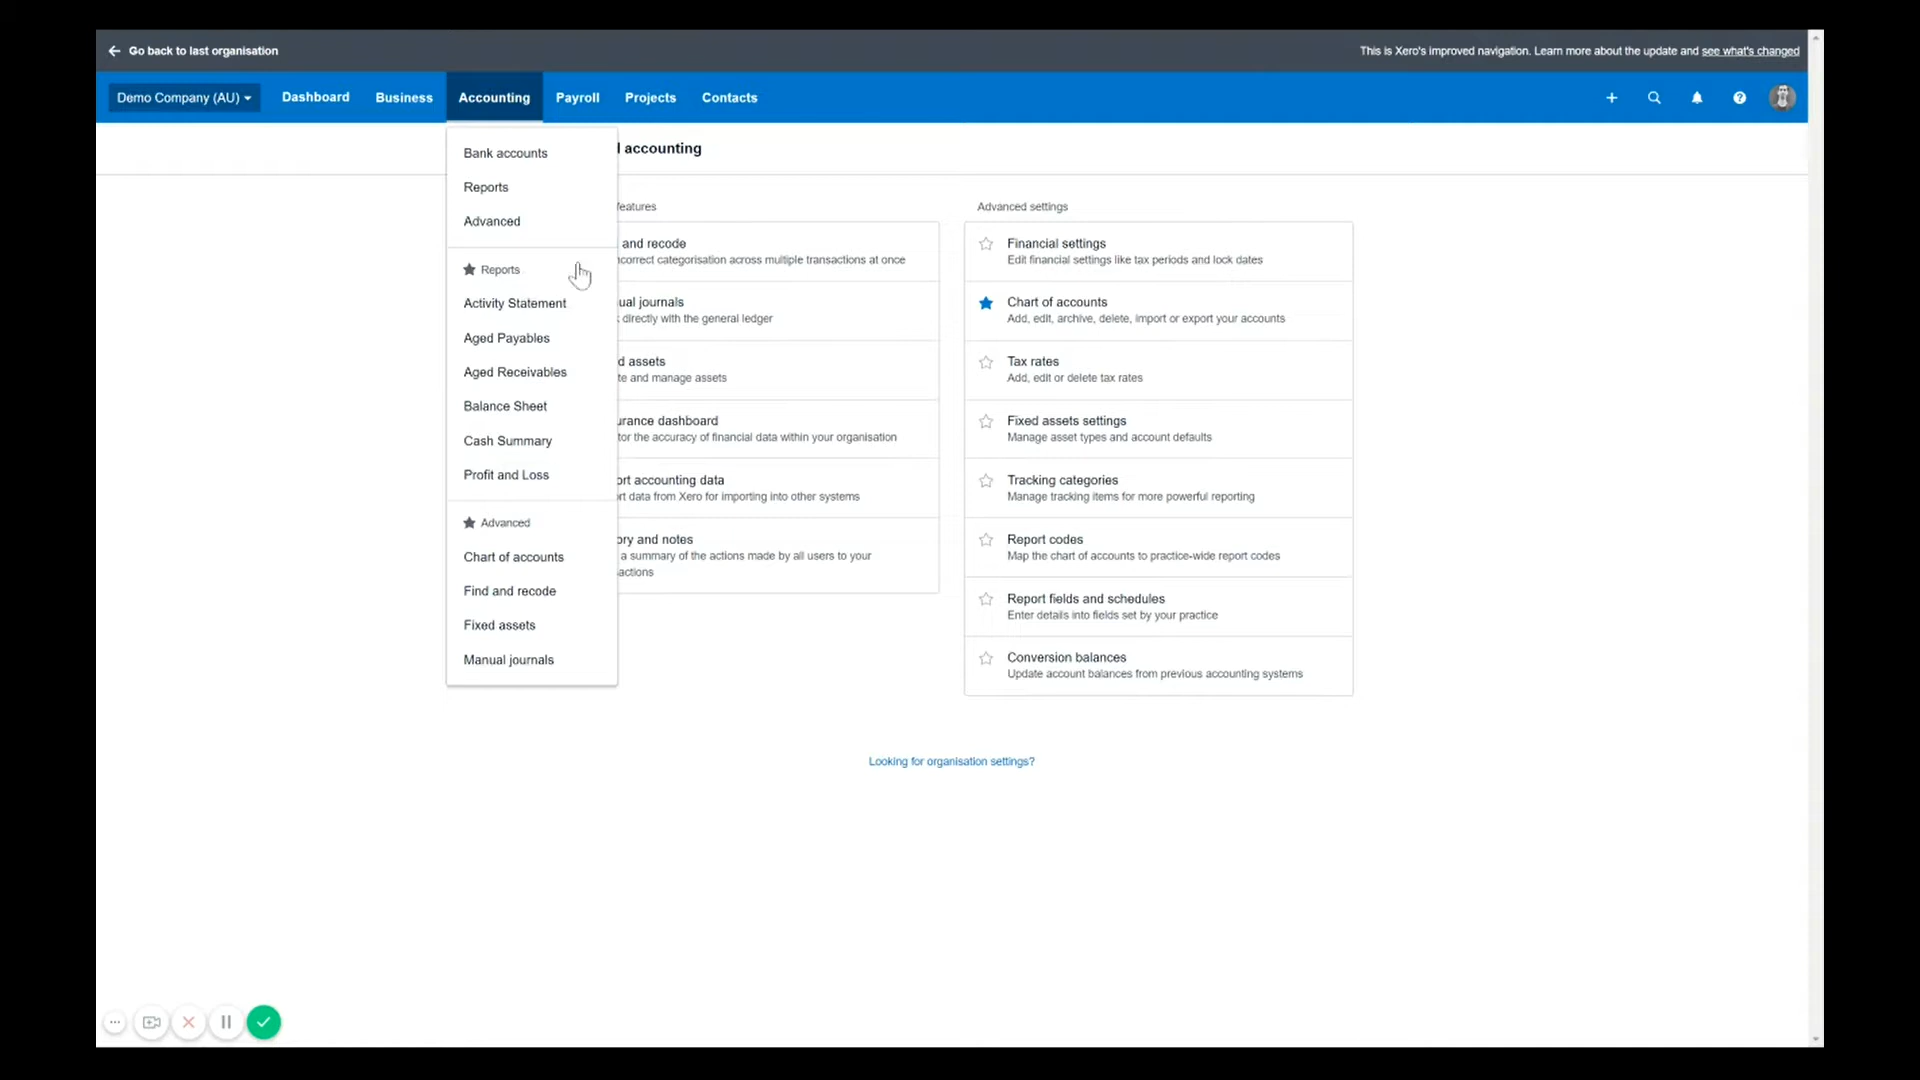 Go back to last organisation
This is Xero's improved navigation. Learn more about the update and see what's changed
Demo Company (AU)
Dashboard
Business
Accounting
Payroll
Projects
Contacts
Bank accounts
Reports
Advanced
Reports
Activity Statement
Aged Payables
Aged Receivables
Balance Sheet
Cash Summary
Profit and Loss
Advanced
Chart of accounts
Find and recode
Fixed assets
Manual journals
accounting
features
and recode
correct categorisation across multiple transactions at once
ual journals
directly with the general ledger
d assets
te and manage assets
urance dashboard
tor the accuracy of financial data within your organisation
ort accounting data
rt data from Xero for importing into other systems
ory and notes
a summary of the actions made by all users to your
actions
Advanced settings
Financial settings
Edit financial settings like tax periods and lock dates
Chart of accounts
Add, edit, archive, delete, import or export your accounts
Tax rates
Add, edit or delete tax rates
Fixed assets settings
Manage asset types and account defaults
Tracking categories
Manage tracking items for more powerful reporting
Report codes
Map the chart of accounts to practice-wide report codes
Report fields and schedules
Enter details into fields set by your practice
Conversion balances
Update account balances from previous accounting systems
Looking for organisation settings?